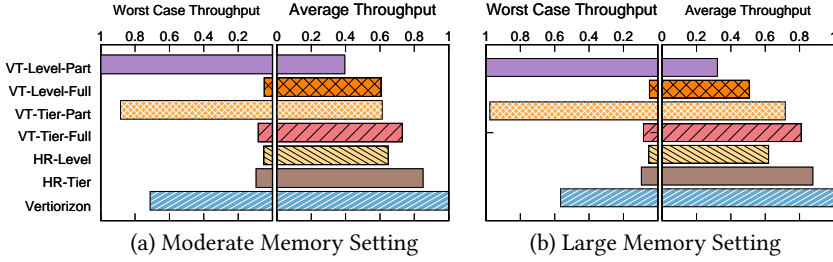 Worst Case Throughput Average Throughput Worst Case Throughput Average Throughput
1 0.8 0.6 0.4 0.2 0 0.2 0.4 0.6 0.8 1 1 0.8 0.6 0.4 0.2 0 0.2 0.4 0.6 0.8 1
VT-Level-Part
VT-Level-Full
VT-Tier-Part
VT-Tier-Full
HR-Level
HR-Tier
Vertiorizon
(a) Moderate Memory Setting (b) Large Memory Setting